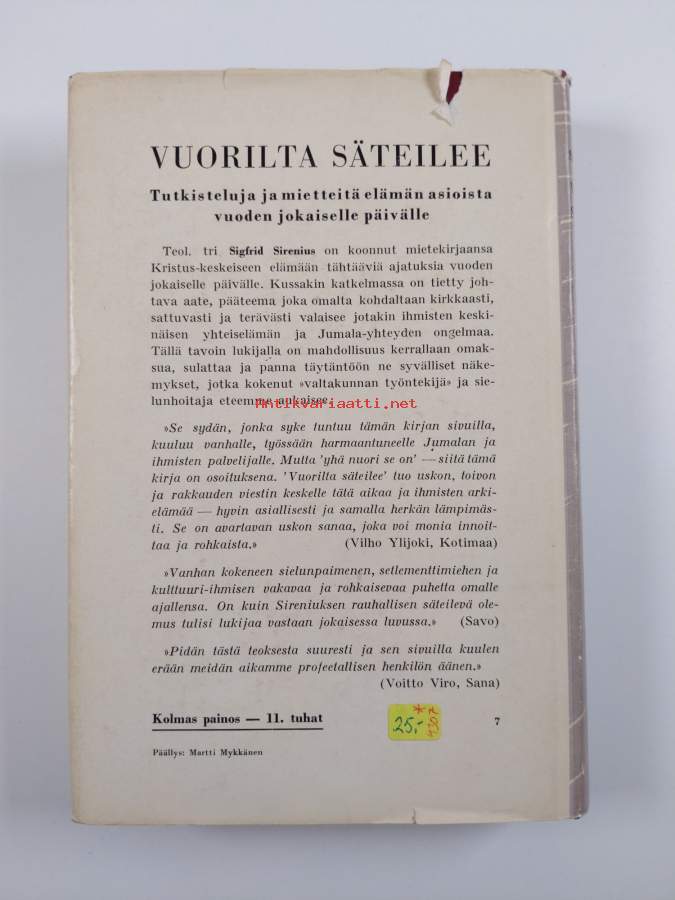 VUORILTA SÄTEILEE
Tutkisteluja ja mietteitä elämän asioista
vuoden jokaiselle päivälle
Teol. tri Sigfrid Sirenius on koonnut mietekirjaansa
Kristus-keskeiseen elämään tähtääviä ajatuksia vuoden
jokaiselle päivälle. Kussakin katkelmassa on tietty joh-
tava aate, pääteema joka omalta kohdaltaan kirkkaasti,
sattuvasti ja terävästi valaisee jotakin ihmisten keski-
näisen yhteiselämän ja Jumala-yhteyden ongelmaa.
Tällä tavoin lukijalla on mahdollisuus kerrallaan omak-
sua, sulattaa ja panna täytäntöön ne syvälliset näke-
mykset, jotka kokenut »valtakunnan työntekijä» ja sie-
lunhoitaja eteemme aukaisee.
Antikvariaatti.net
»Se sydän, jonka syke tuntuu tämän kirjan sivuilla,
kuuluu vanhalle, työssään harmaantuneelle Jumalan ja
ihmisten palvelijalle. Mutta 'yhä nuori se on' — siitä tämä
kirja on osoituksena. 'Vuorilta säteilee' tuo uskon, toivon
ja rakkauden viestin keskelle tätä aikaa ja ihmisten arki-
elämää — hyvin asiallisesti ja samalla herkän lämpimäs-
ti. Se on avartavan uskon sanaa, joka voi monia innoit-
taa ja rohkaista.» (Vilho Ylijoki, Kotimaa)
»Vanhan kokeneen sielunpaimenen, setlementtimiehen ja
kulttuuri-ihmisen vakavaa ja rohkaisevaa puhetta omalle
ajallensa. On kuin Sireniuksen rauhallisen säteilevä ole-
mus tulisi lukijaa vastaan jokaisessa luvussa.» (Savo)
»Pidän tästä teoksesta suuresti ja sen sivuilla kuulen
erään meidän aikamme profeetallisen henkilön äänen.»
(Voitto Viro, Sana)
Kolmas painos — 11. tuhat
25,-
7
Päällys: Martti Mykkänen